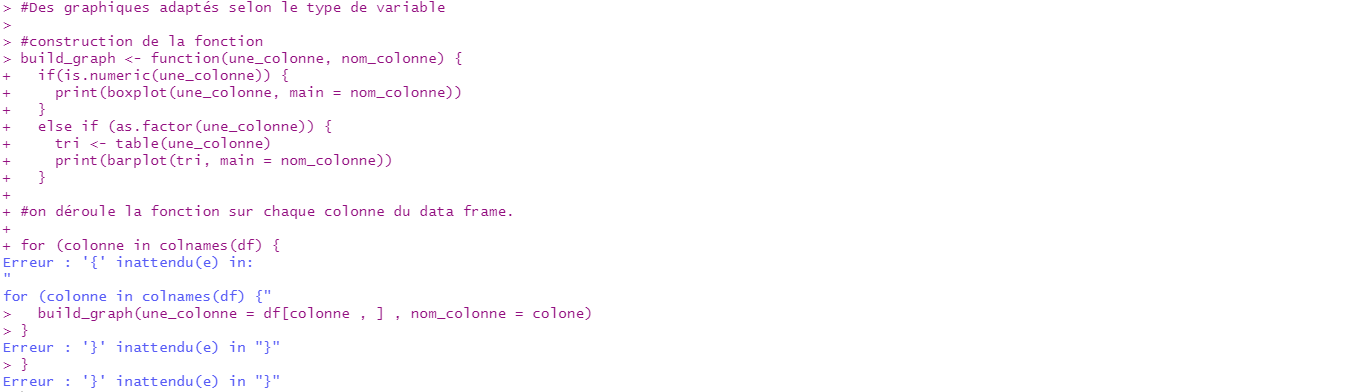 > #Des graphiques adaptés selon le type de variable
>
> #construction de la fonction
> build_graph <- function(une_colonne, nom_colonne) {
+   if(is.numeric(une_colonne)) {
+     print(boxplot(une_colonne, main = nom_colonne))
+   }
+   else if (as.factor(une_colonne)) {
+     tri <- table(une_colonne)
+     print(barplot(tri, main = nom_colonne))
+   }
+
+ #on déroule la fonction sur chaque colonne du data frame.
+
+ for (colonne in colnames(df) {
Erreur : '{' inattendu(e) in:
"
for (colonne in colnames(df) {"
>   build_graph(une_colonne = df[colonne , ] , nom_colonne = colone)
> }
Erreur : '}' inattendu(e) in "}"
> }
Erreur : '}' inattendu(e) in "}"